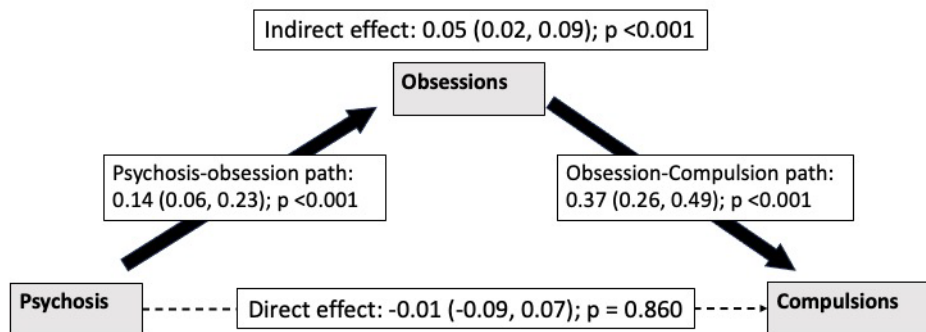 Indirect effect: 0.05 (0.02, 0.09); p <0.001
Obsessions
Psychosis-obsession path:
0.14 (0.06, 0.23); p <0.001
Obsession-Compulsion path:
0.37 (0.26, 0.49); p <0.001
Psychosis
Direct effect: -0.01 (-0.09, 0.07); p = 0.860
Compulsions